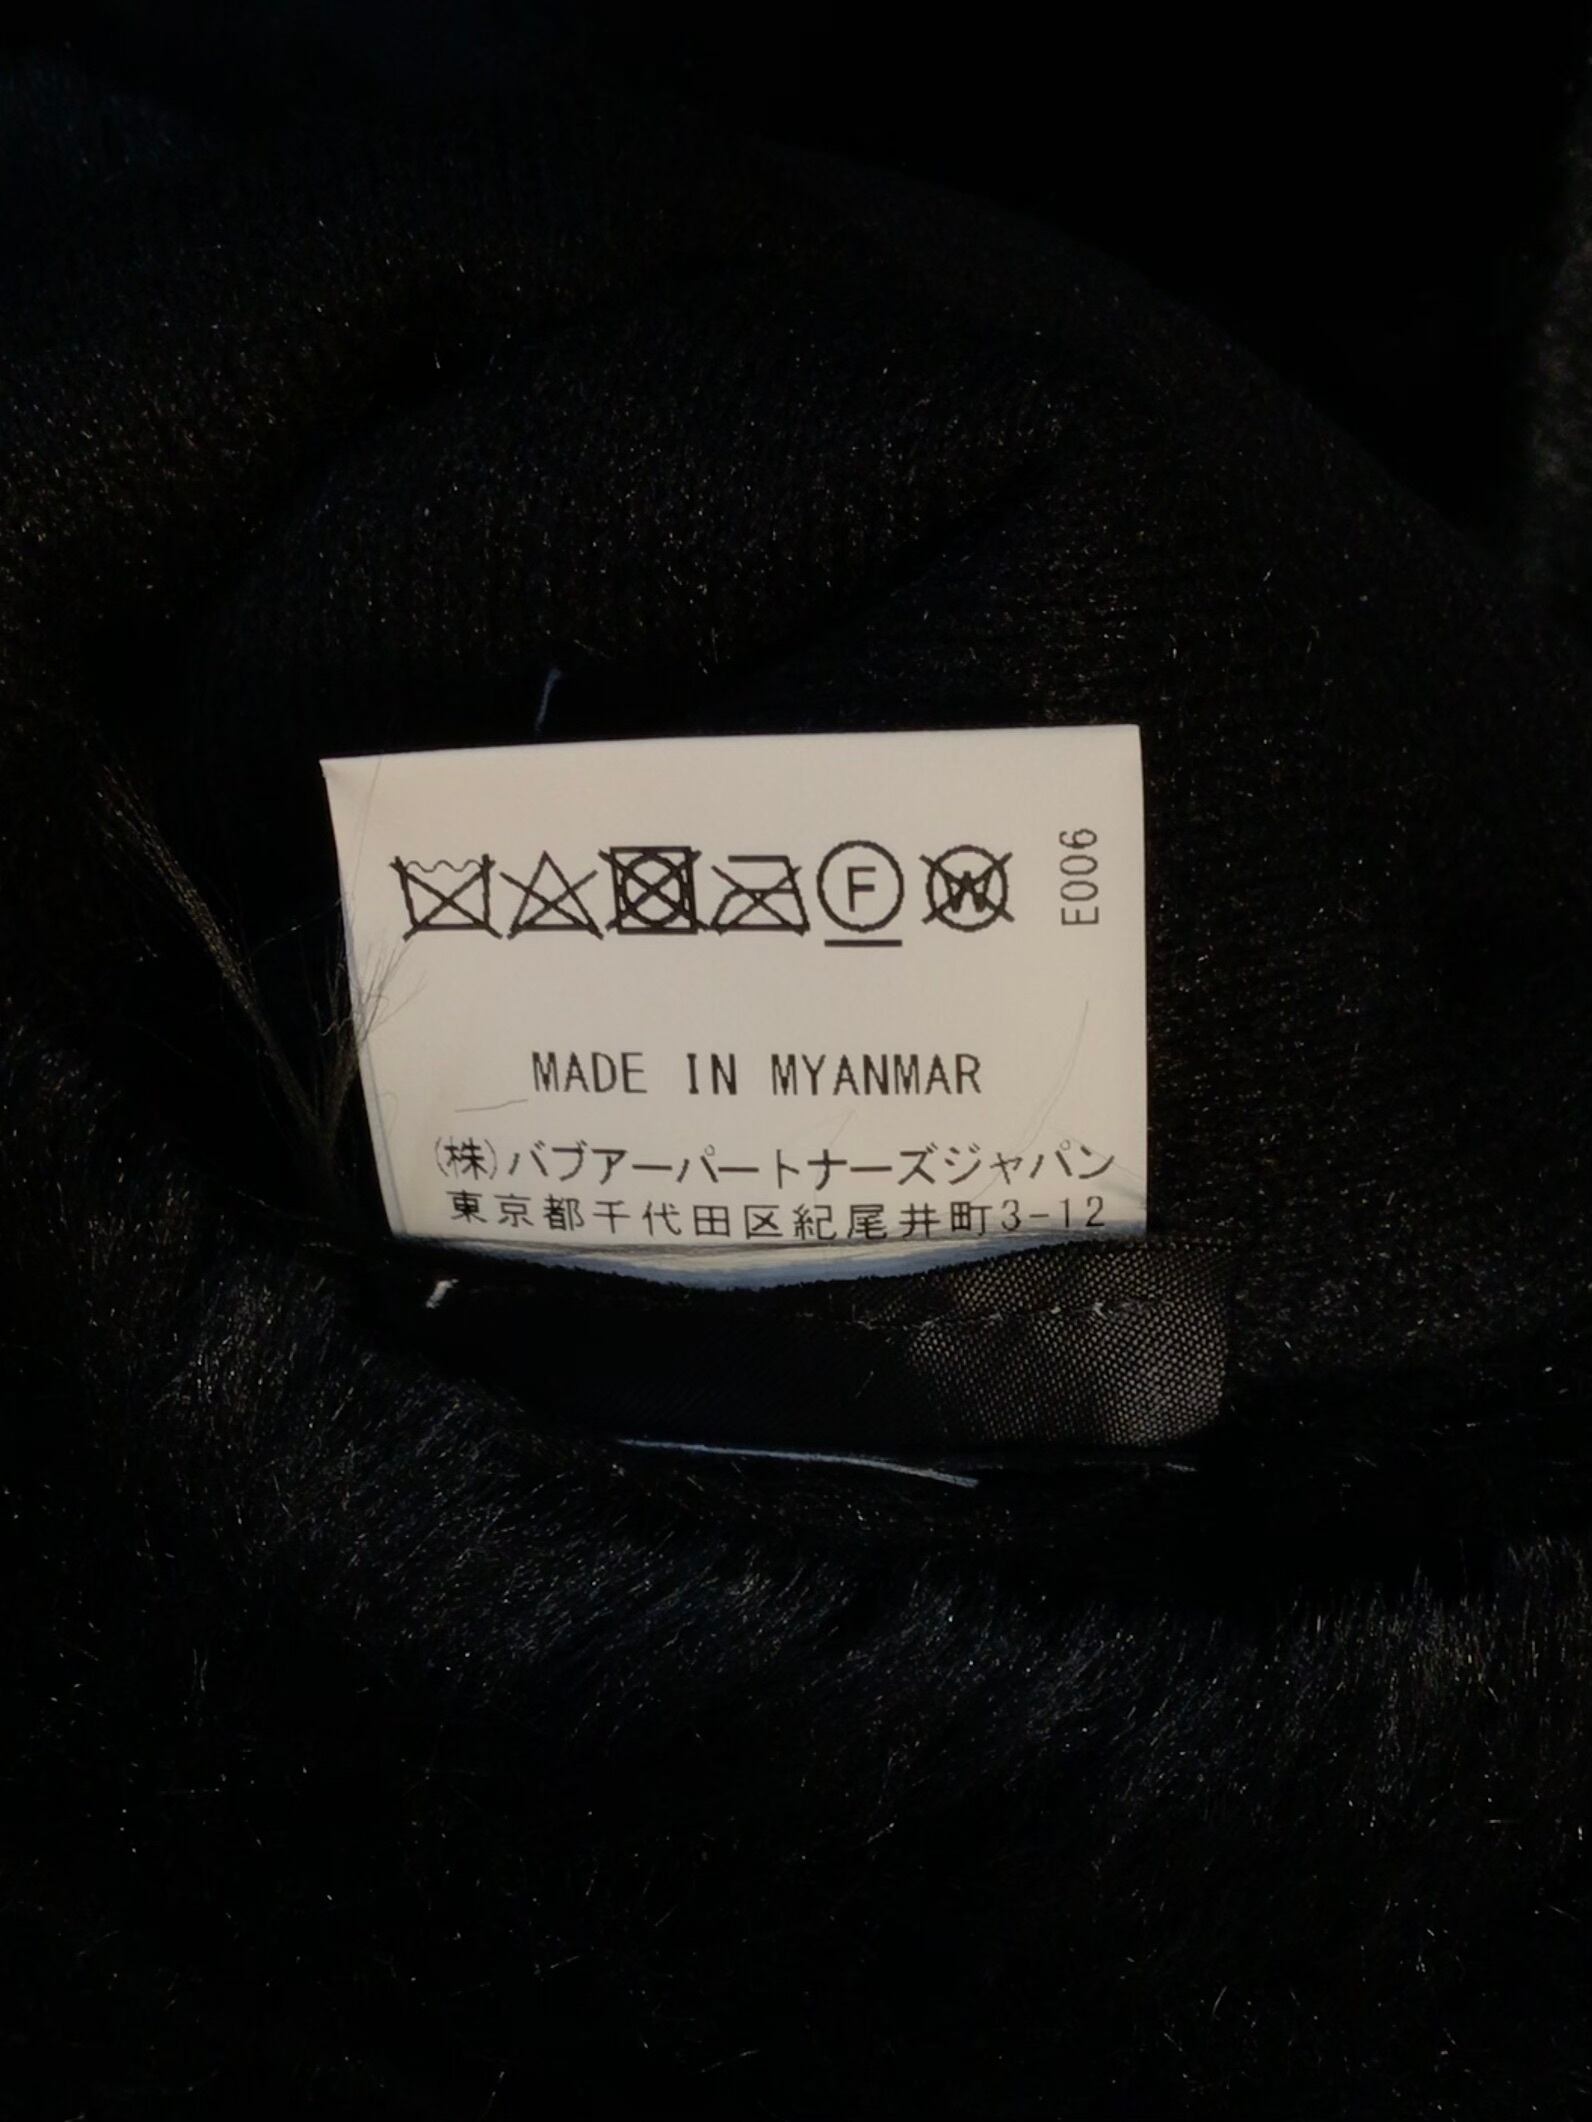 F W
E006
MADE IN MYANMAR
(株)バブアーパートナーズジャパン
東京都千代田区紀尾井町3-12